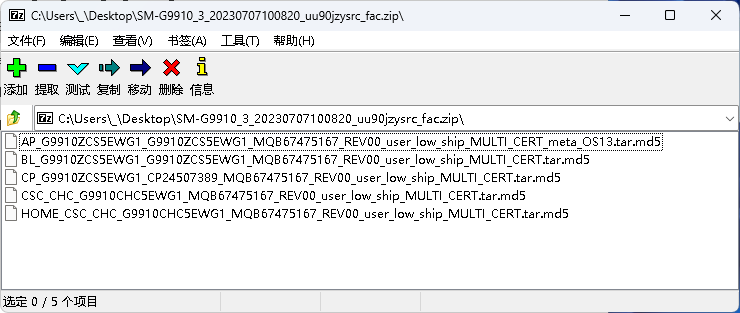 C:\Users\_\Desktop\SM-G9910_3_20230707100820_uu90jzysrc_fac.zip\
文件(F) 编辑(E) 查看(V) 书签(A) 工具(T) 帮助(H)
添加 提取 测试 复制 移动 删除 信息
C:\Users\_\Desktop\SM-G9910_3_20230707100820_uu90jzysrc_fac.zip\
AP_G9910ZCS5EWG1_G9910ZCS5EWG1_MQB67475167_REV00_user_low_ship_MULTI_CERT_meta_OS13.tar.md5
BL_G9910ZCS5EWG1_G9910ZCS5EWG1_MQB67475167_REV00_user_low_ship_MULTI_CERT.tar.md5
CP_G9910ZCS5EWG1_CP24507389_MQB67475167_REV00_user_low_ship_MULTI_CERT.tar.md5
CSC_CHC_G9910CHC5EWG1_MQB67475167_REV00_user_low_ship_MULTI_CERT.tar.md5
HOME_CSC_CHC_G9910CHC5EWG1_MQB67475167_REV00_user_low_ship_MULTI_CERT.tar.md5
选定 0 / 5 个项目